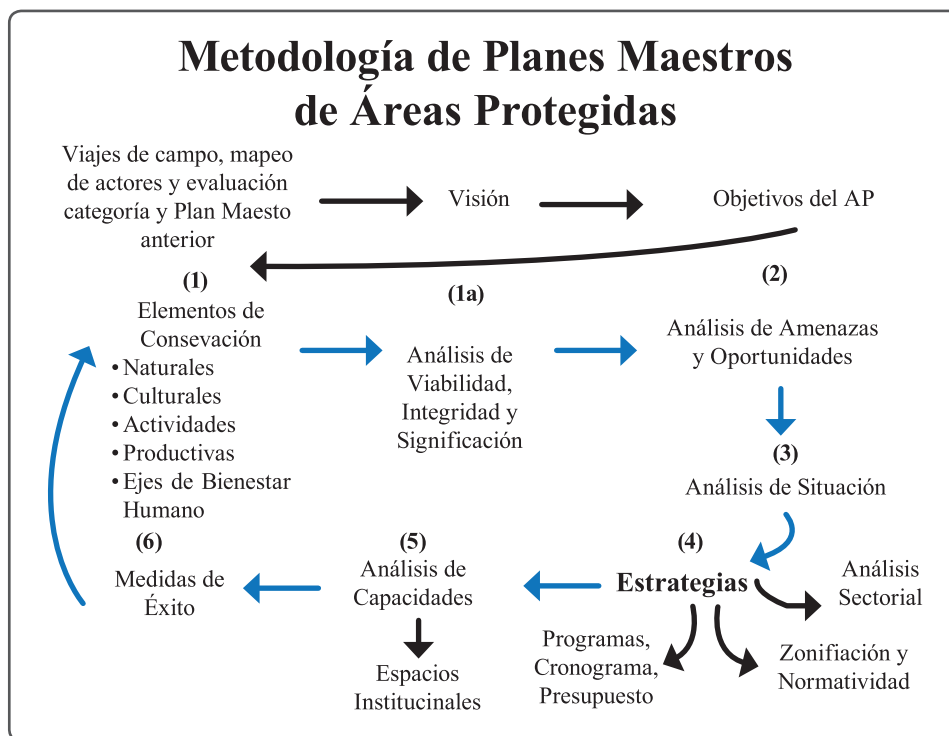 Metodología de Planes Maestros
de Áreas Protegidas
Viajes de campo, mapeo
de actores y evaluación
categoría y Plan Maesto
anterior
Visión
Objetivos del AP
(1)
Elementos de
Consevación
• Naturales
• Culturales
• Actividades
• Productivas
• Ejes de Bienestar
Humano
(1a)
Análisis de
Viabilidad,
Integridad y
Significación
(2)
Análisis de Amenazas
y Oportunidades
(3)
Análisis de Situación
(4)
Estrategias
Análisis
Sectorial
Zonifiación y
Normatividad
Programas,
Cronograma,
Presupuesto
(5)
Análisis de
Capacidades
Espacios
Institucinales
(6)
Medidas de
Éxito